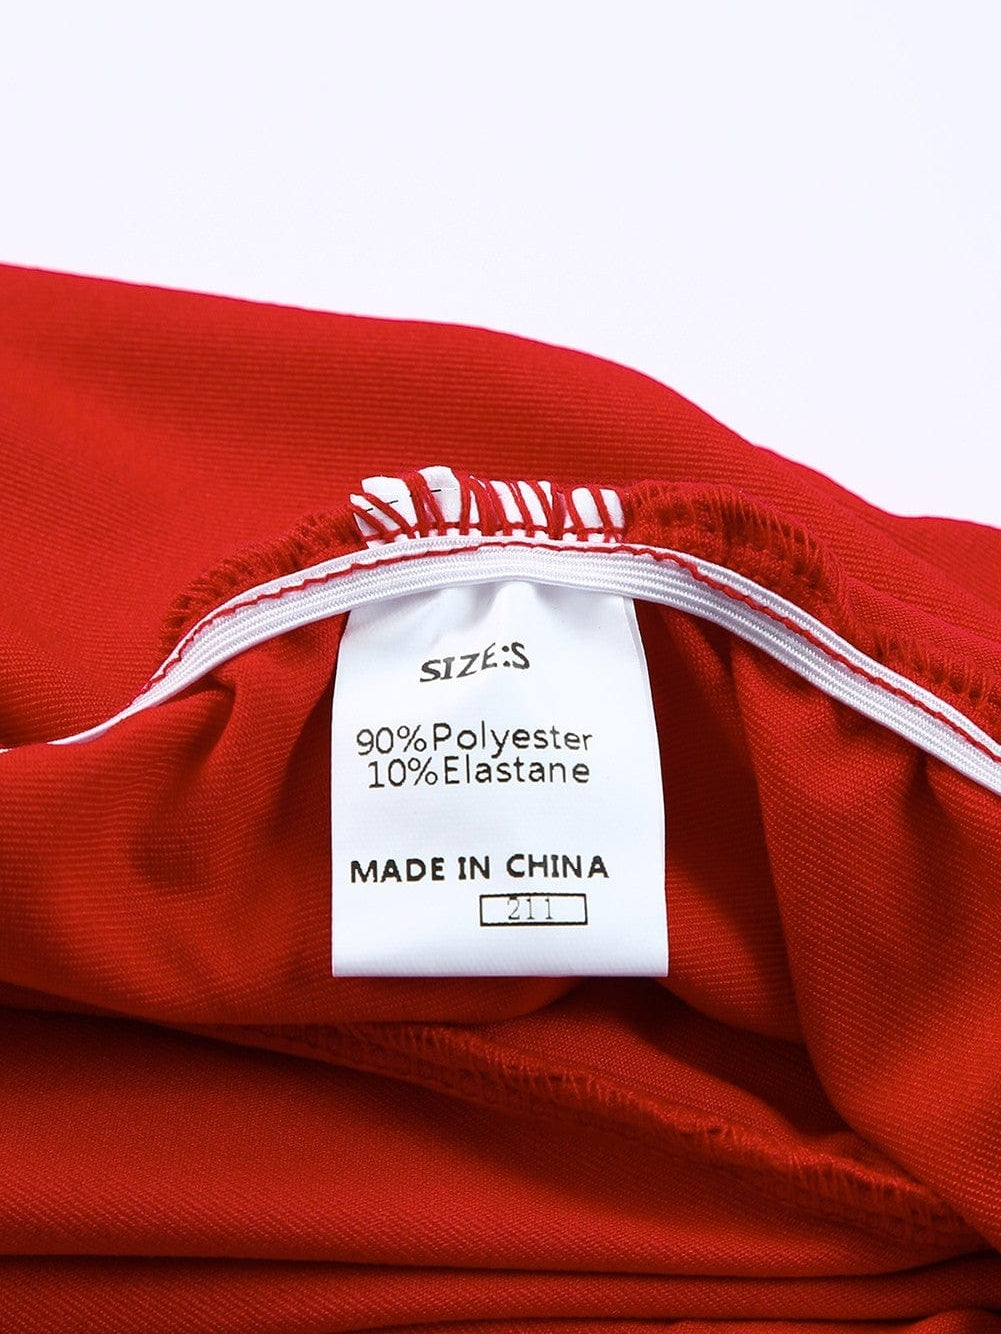 SIZE:S
90%Polyester
10%Elastane
MADE IN CHINA
211